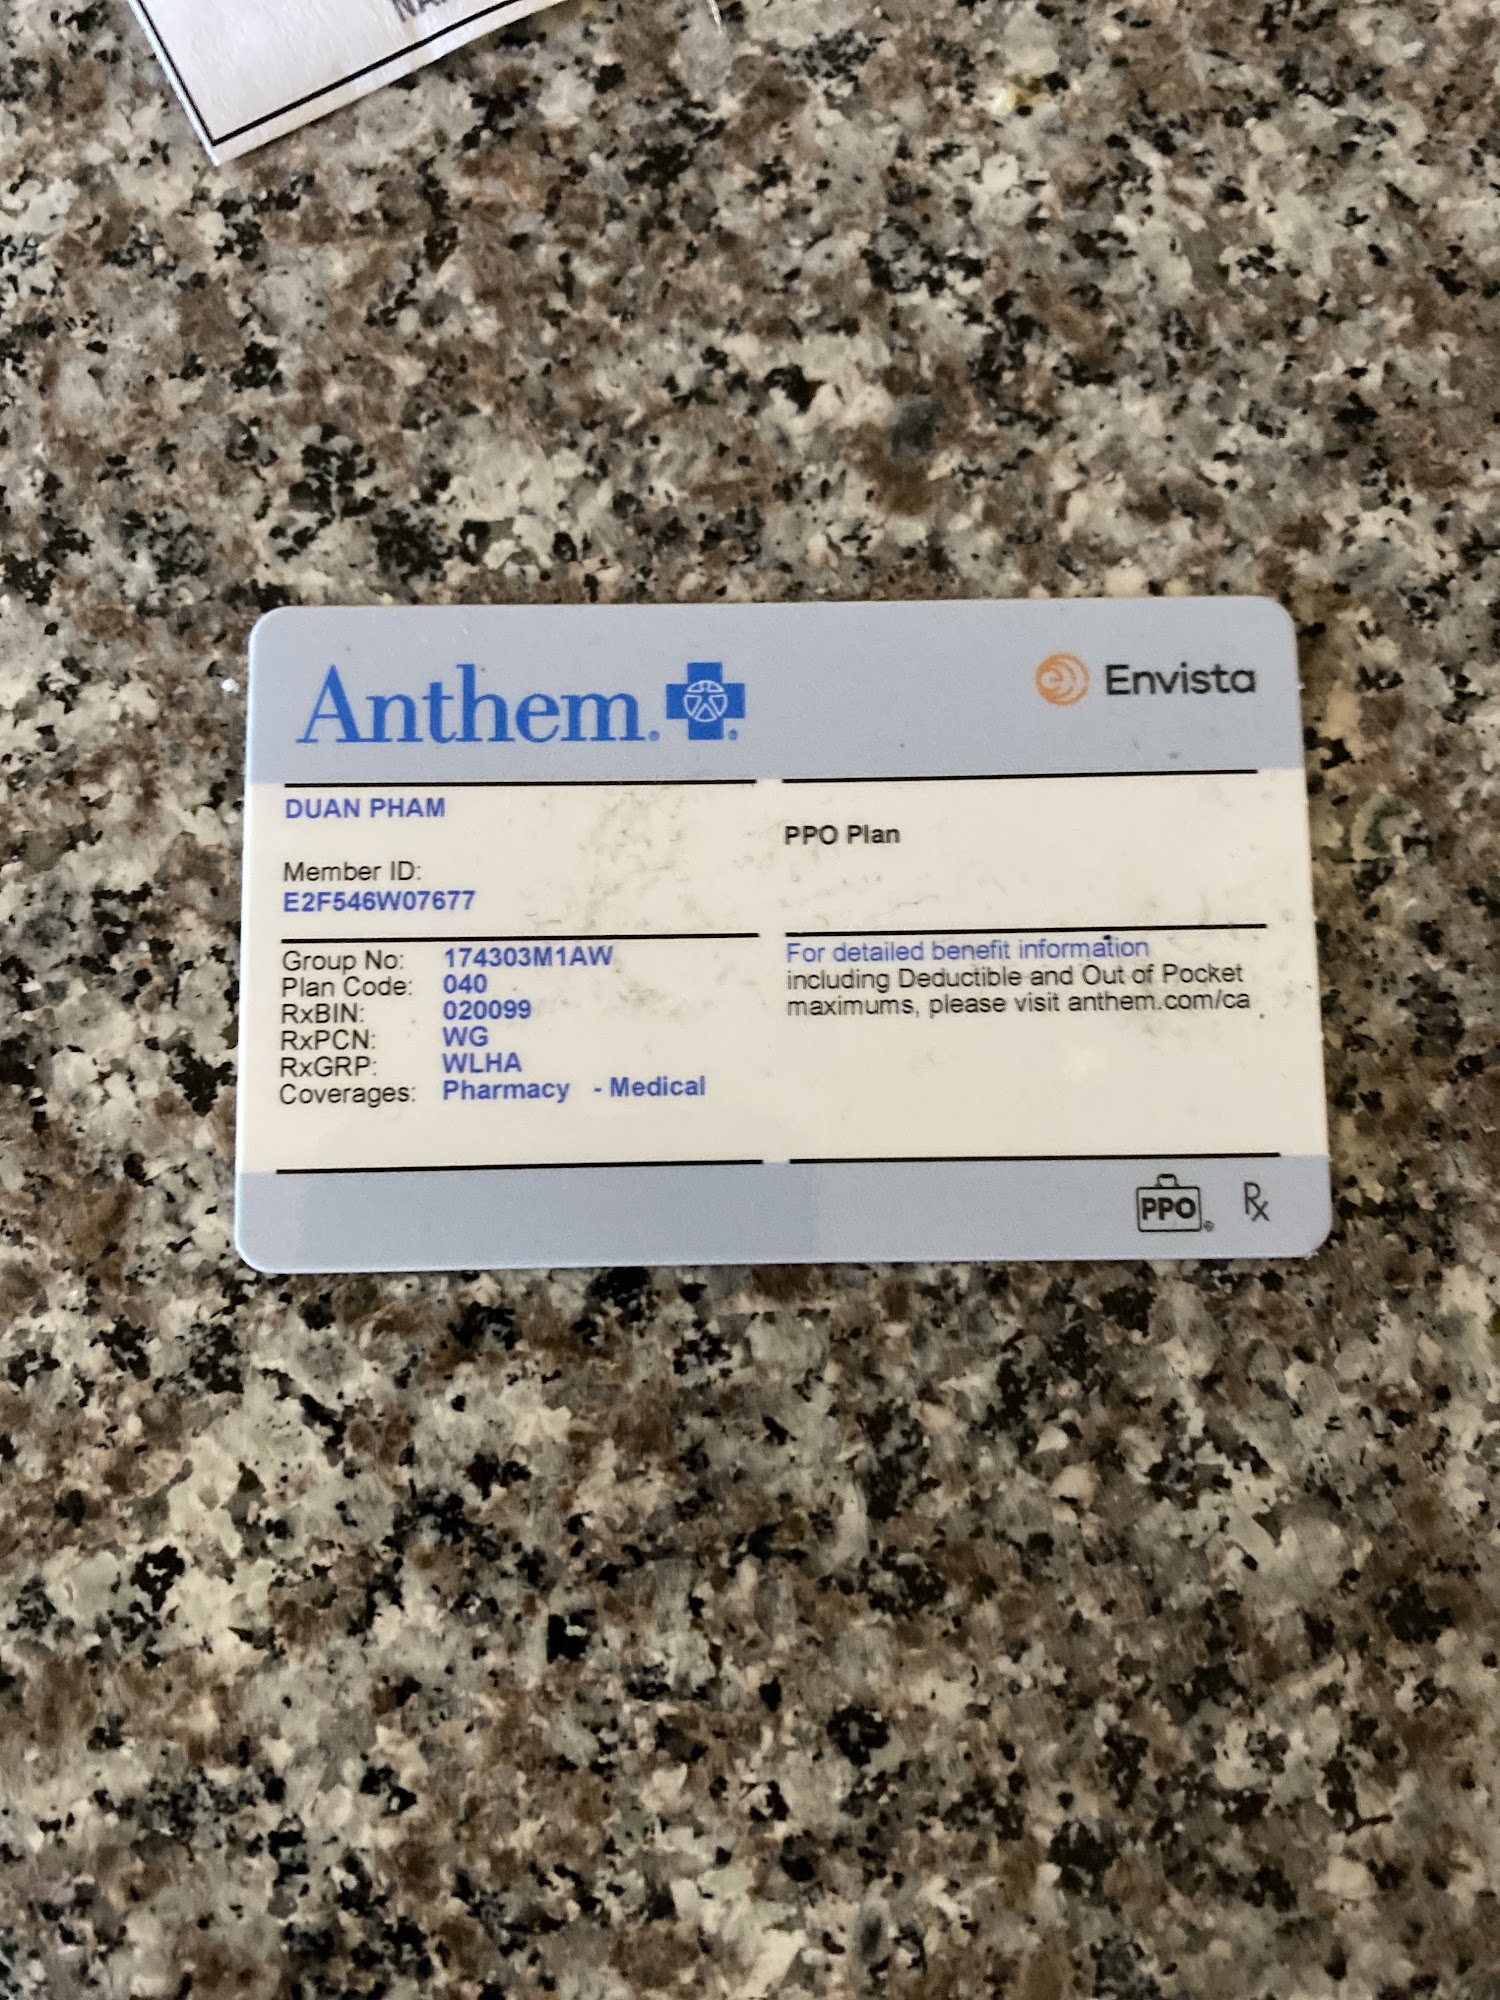 Anthem.
Envista
DUAN PHAM
Member ID:
E2F546W07677
PPO Plan
Group No: 174303M1AW
Plan Code: 040
RxBIN: 020099
RxPCN: WG
RxGRP: WLHA
Coverages: Pharmacy - Medical
For detailed benefit information
including Deductible and Out of Pocket
maximums, please visit anthem.com/ca
PPO®
Rx